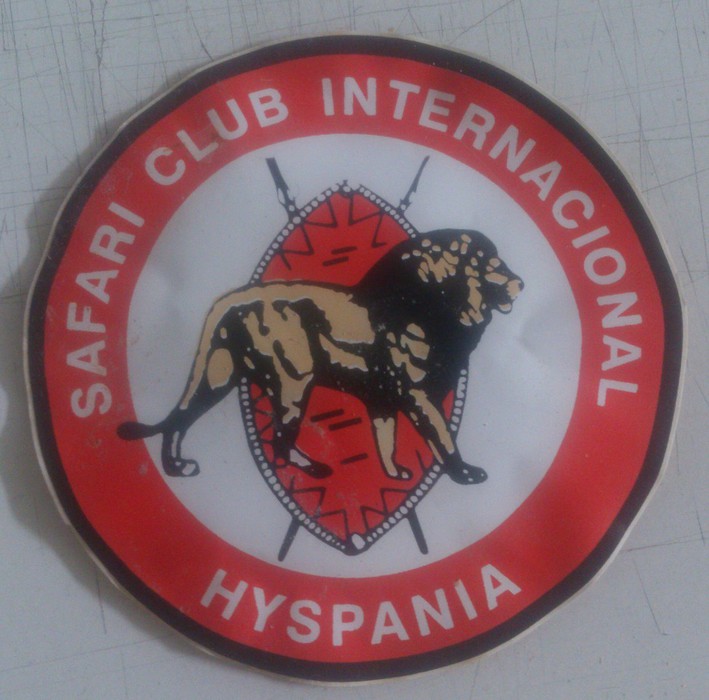 SAFARI CLUB INTERNACIONAL
HYSPANIA